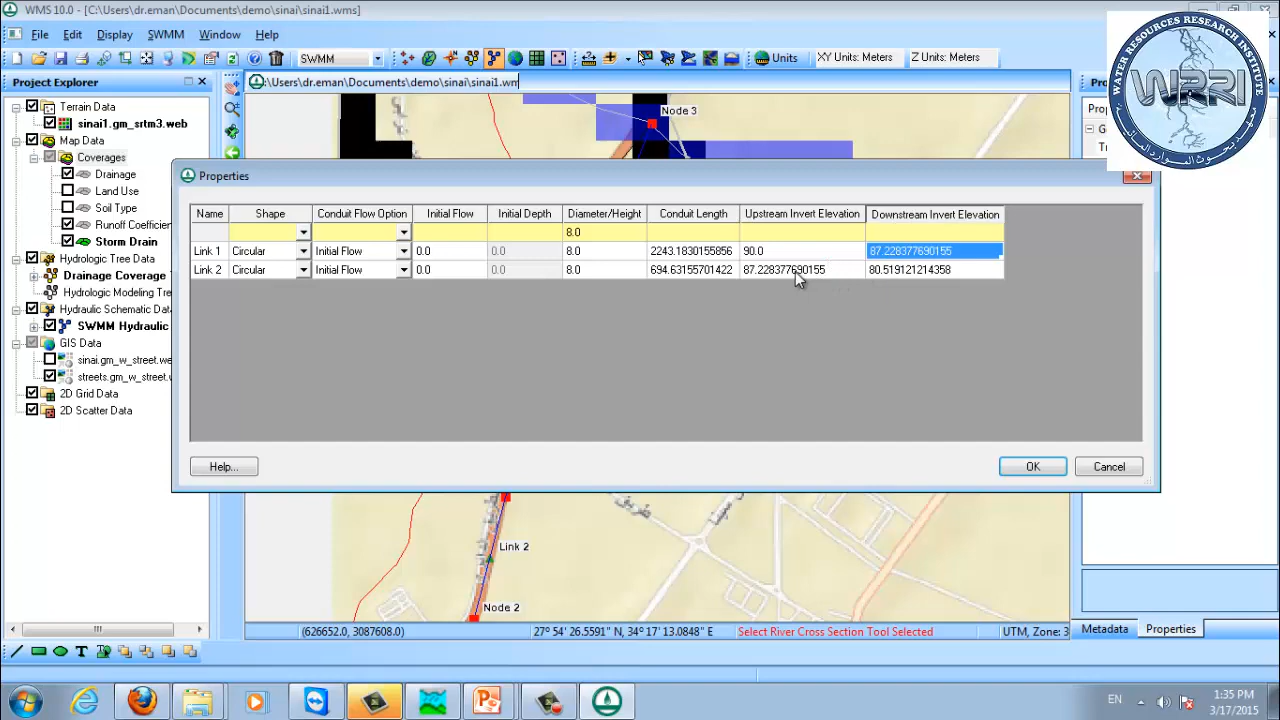 WMS 10.0 - [C:\Users\dr.eman\Documents\demo\sinai\sinai1.wms]
File Edit Display SWMM Window Help
SWMM Units XY Units: Meters Z Units: Meters
Project Explorer
:\Users\dr.eman\Documents\demo\sinai\sinai1.wm
Terrain Data
sinai1.gm_srtm3.web
Map Data
Coverages
Drainage
Land Use
Soil Type
Runoff Coefficien
Storm Drain
Hydrologic Tree Data
Drainage Coverage
Hydrologic Modeling Tre
Hydraulic Schematic Data
SWMM Hydraulic
GIS Data
sinai.gm_w_street.we
streets.gm_w_street.v
2D Grid Data
2D Scatter Data
Node 3
WATER RESOURCES RESEARCH INSTITUTE
WRRI
معهد بحوث الموارد المائية
Properties
Name Shape Conduit Flow Option Initial Flow Initial Depth Diameter/Height Conduit Length Upstream Invert Elevation Downstream Invert Elevation
8.0
Link 1 Circular Initial Flow 0.0 0.0 8.0 2243.1830155856 90.0 87.228377690155
Link 2 Circular Initial Flow 0.0 0.0 8.0 694.63155701422 87.228377690155 80.519121214358
Help... OK Cancel
Link 2
Node 2
(626652.0, 3087608.0) 27° 54' 26.5591" N, 34° 17' 13.0848" E Select River Cross Section Tool Selected UTM, Zone: 3
Metadata Properties
T
EN
1:35 PM
3/17/2015